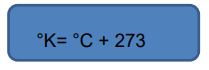 °K= °C + 273